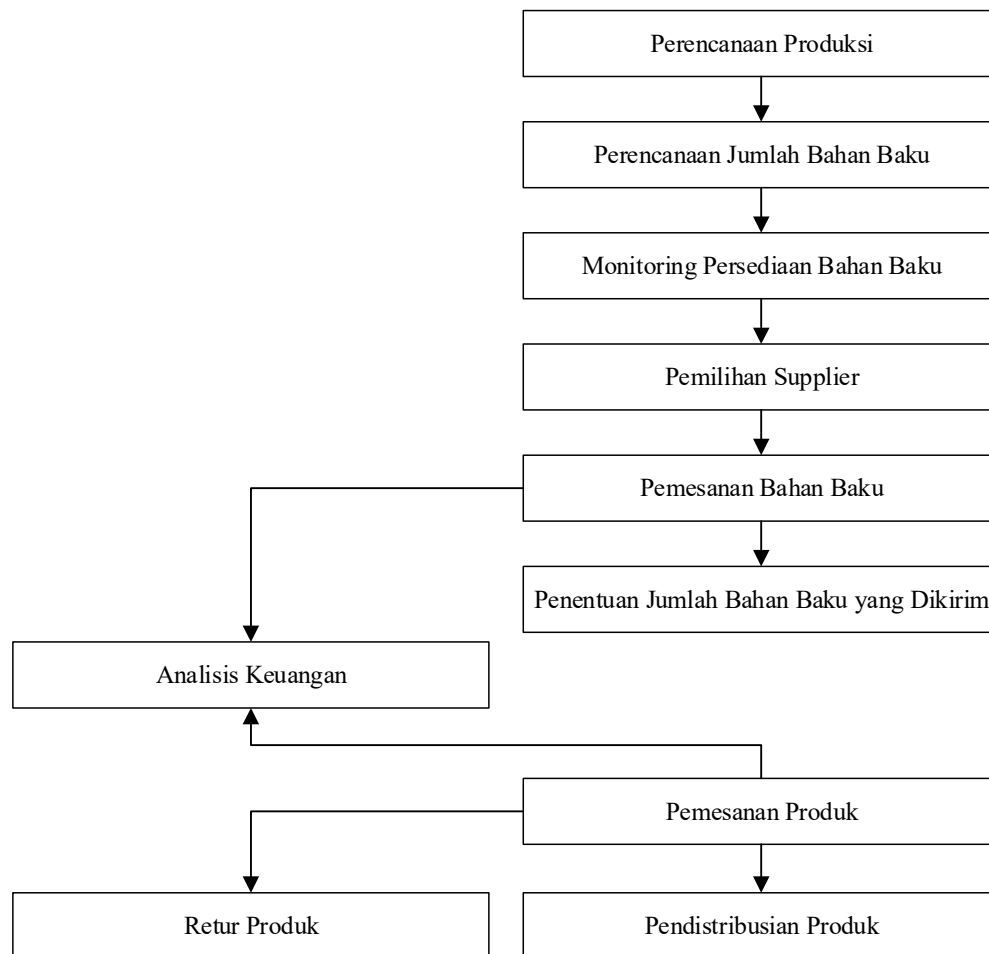 Perencanaan Produksi
Perencanaan Jumlah Bahan Baku
Monitoring Persediaan Bahan Baku
Pemilihan Supplier
Pemesanan Bahan Baku
Penentuan Jumlah Bahan Baku yang Dikirim
Analisis Keuangan
Pemesanan Produk
Retur Produk
Pendistribusian Produk